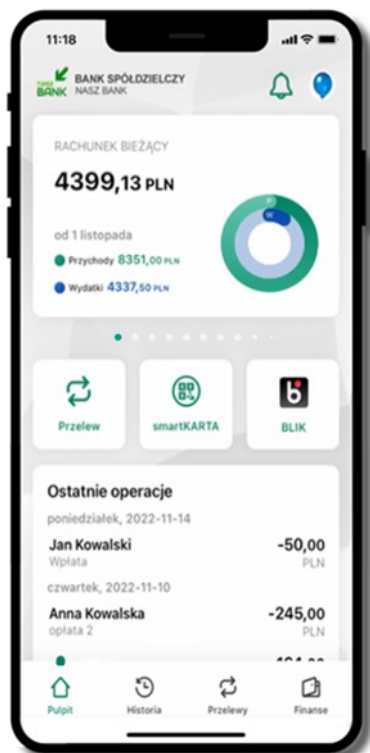 11:18
NASZ BANK
BANK SPÓŁDZIELCZY
NASZ BANK
RACHUNEK BIEŻĄCY
4399,13 PLN
od 1 listopada
Przychody 8351,00 PLN
Wydatki 4337,50 PLN
P
W
Przelew
smartKARTA
b
BLIK
Ostatnie operacje
poniedziałek, 2022-11-14
Jan Kowalski -50,00
Wpłata PLN
czwartek, 2022-11-10
Anna Kowalska -245,00
opłata 2 PLN
Pulpit
Historia
Przelewy
Finanse